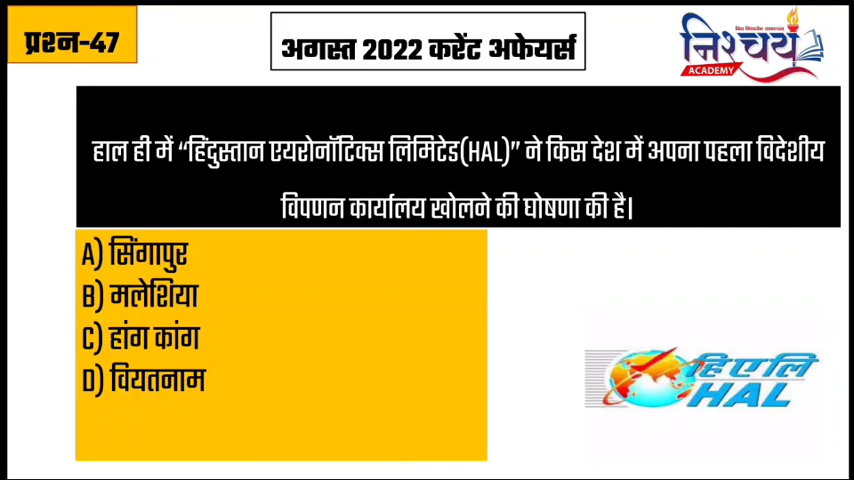 प्रश्न-47
अगस्त 2022 करेंट अफेयर्स
निश्चय
ACADEMY
हाल ही में “हिंदुस्तान एयरोनॉटिक्स लिमिटेड(HAL)” ने किस देश में अपना पहला विदेशीय
विपणन कार्यालय खोलने की घोषणा की है।
A) सिंगापुर
B) मलेशिया
C) हांग कांग
D) वियतनाम
हिएलि
HAL